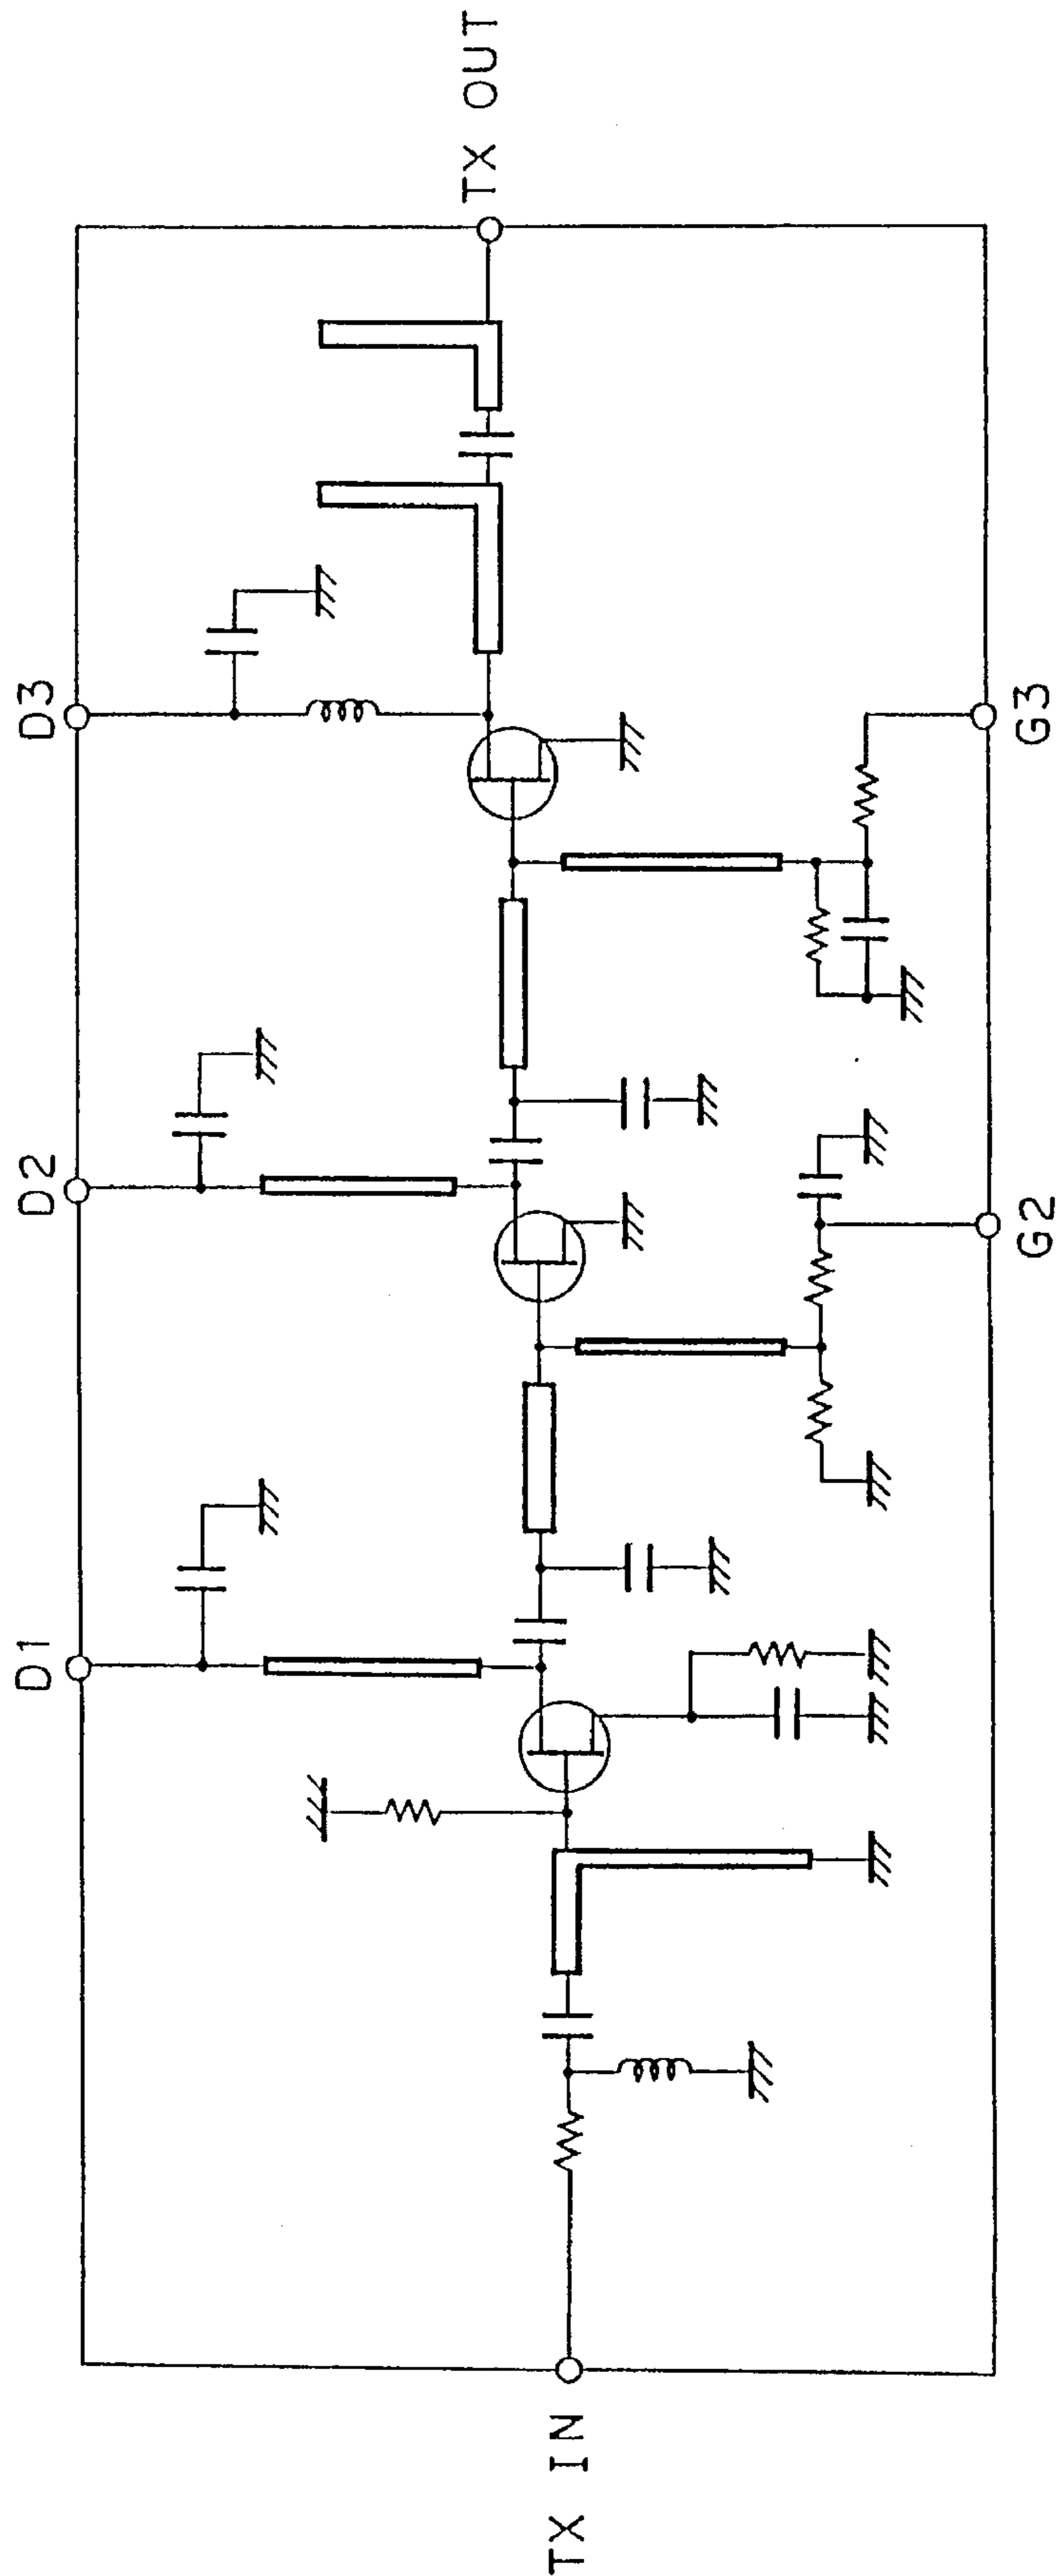 D1
D2
D3
TX IN
TX OUT
G2
G3